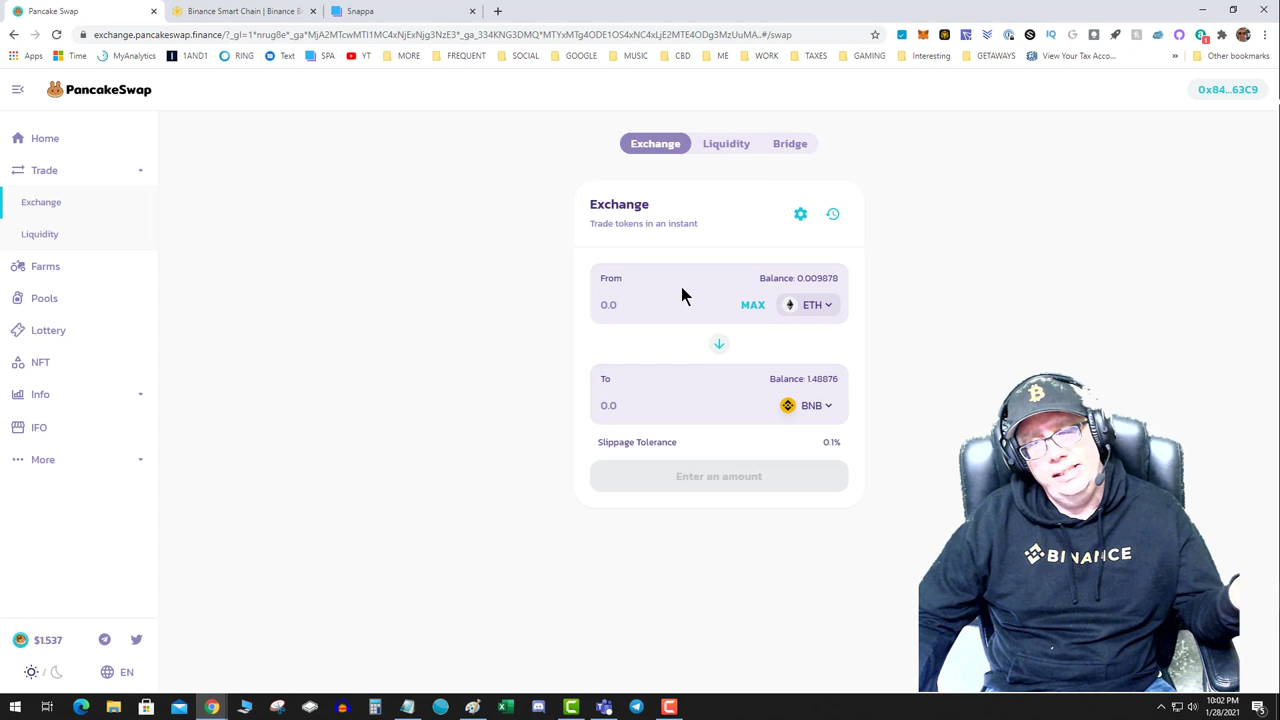 Pancake Swap
Binance Smart Chain | Binance B
Snappa
exchange.pancakeswap.finance/?_gl=1*nrug8e*_ga*MjA2MTcwMTI1MC4xNjExNjg3NzE3*_ga_334KNG3DMQ*MTYxMTg4ODE1OS4xNC4xLjE2MTE4ODg3MzUuMA..#/swap
Apps
Time
MyAnalytics
1AND1
RING
Text
SPA
YT
MORE
FREQUENT
SOCIAL
GOOGLE
MUSIC
CBD
ME
WORK
TAXES
GAMING
Interesting
GETAWAYS
View Your Tax Acco...
»
Other bookmarks
PancakeSwap
0x84...63C9
Home
Trade
Exchange
Liquidity
Farms
Pools
Lottery
NFT
Info
IFO
More
$1.537
EN
Exchange Liquidity Bridge
Exchange
Trade tokens in an instant
From Balance: 0.009878
0.0 MAX ETH
To Balance: 1.48876
0.0 BNB
Slippage Tolerance 0.1%
Enter an amount
BINANCE
10:02 PM
1/28/2021